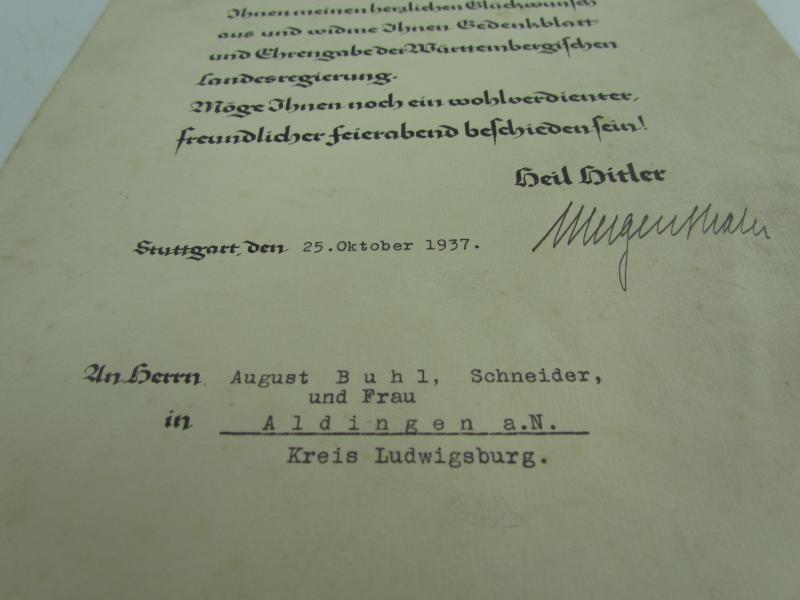 Ihnen meinen herzlichen Glückwunsch
aus und widme Ihnen Gedenkblatt
und Ehrengabe der Württembergischen
Landesregierung.
Möge Ihnen noch ein wohlverdienter,
freundlicher Feierabend beschieden sein!
Heil Hitler
Mergenthaler
Stuttgart, den 25.Oktober 1937.
An Herrn August Buhl, Schneider,
und Frau
in Aldingen a.N.
Kreis Ludwigsburg.